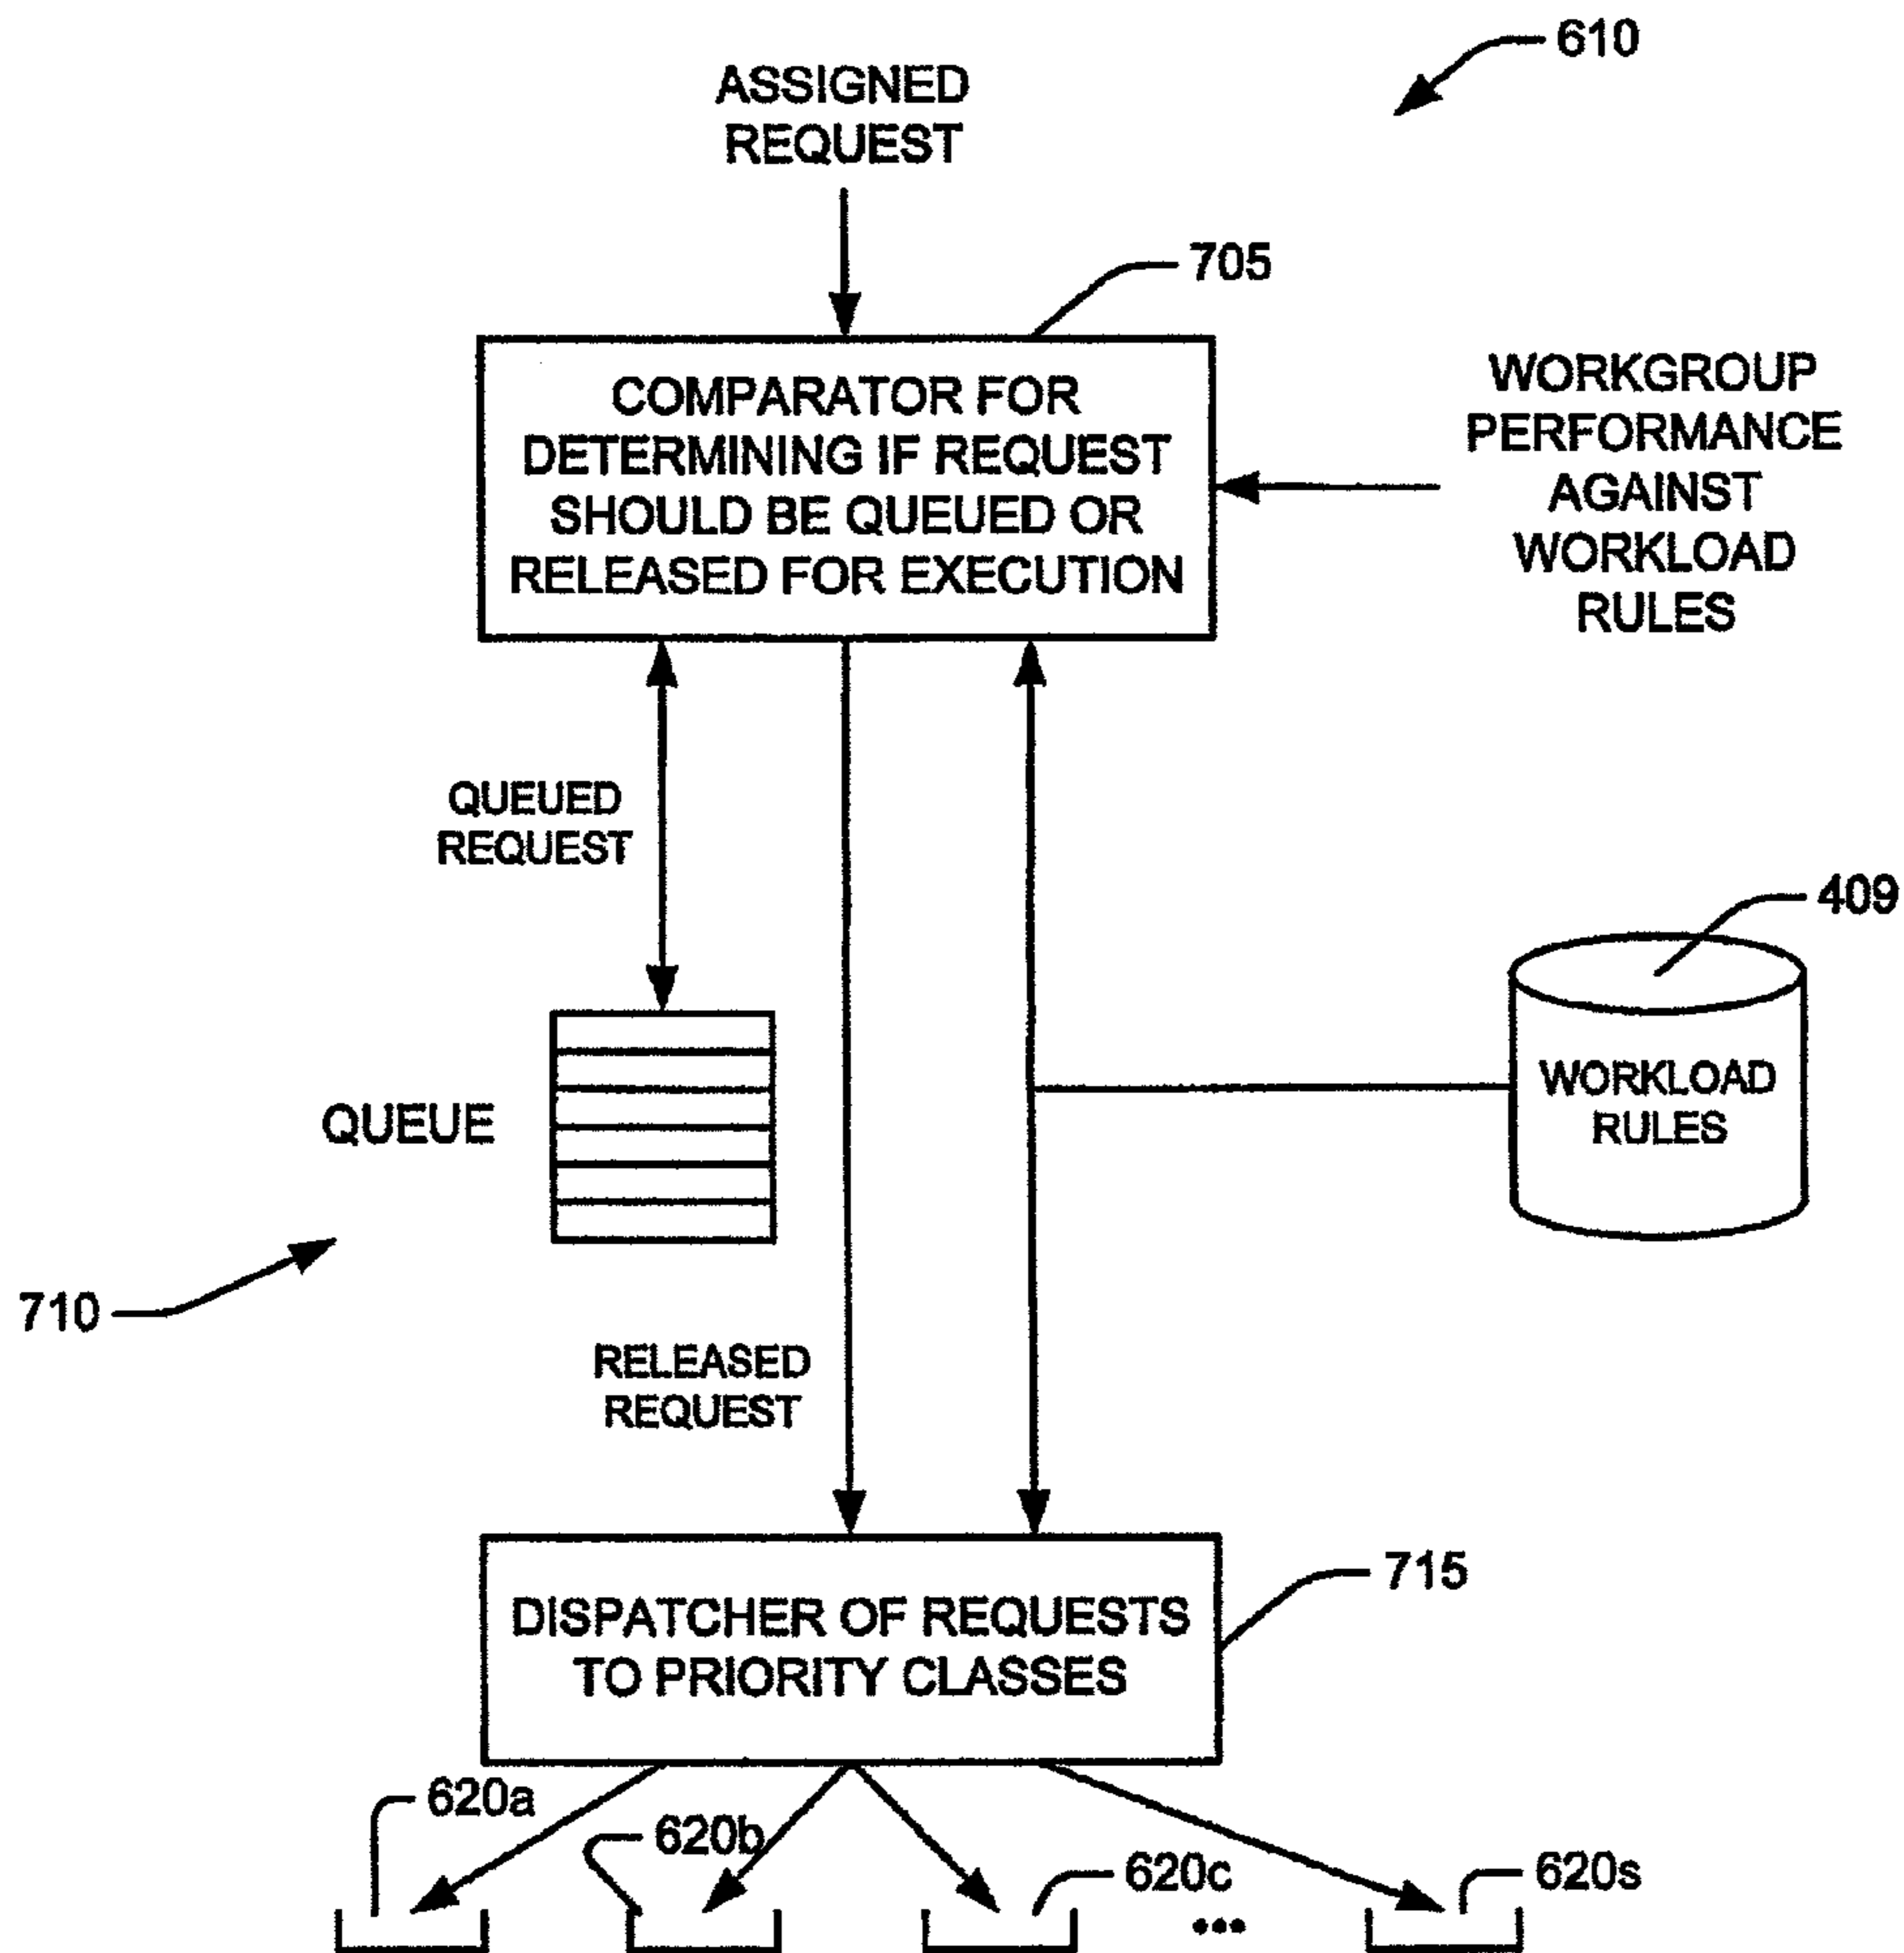 610
ASSIGNED
REQUEST
705
COMPARATOR FOR
DETERMINING IF REQUEST
SHOULD BE QUEUED OR
RELEASED FOR EXECUTION
WORKGROUP
PERFORMANCE
AGAINST
WORKLOAD
RULES
QUEUED
REQUEST
409
WORKLOAD
RULES
QUEUE
710
RELEASED
REQUEST
715
DISPATCHER OF REQUESTS
TO PRIORITY CLASSES
620a
620b
620c
620s
•••